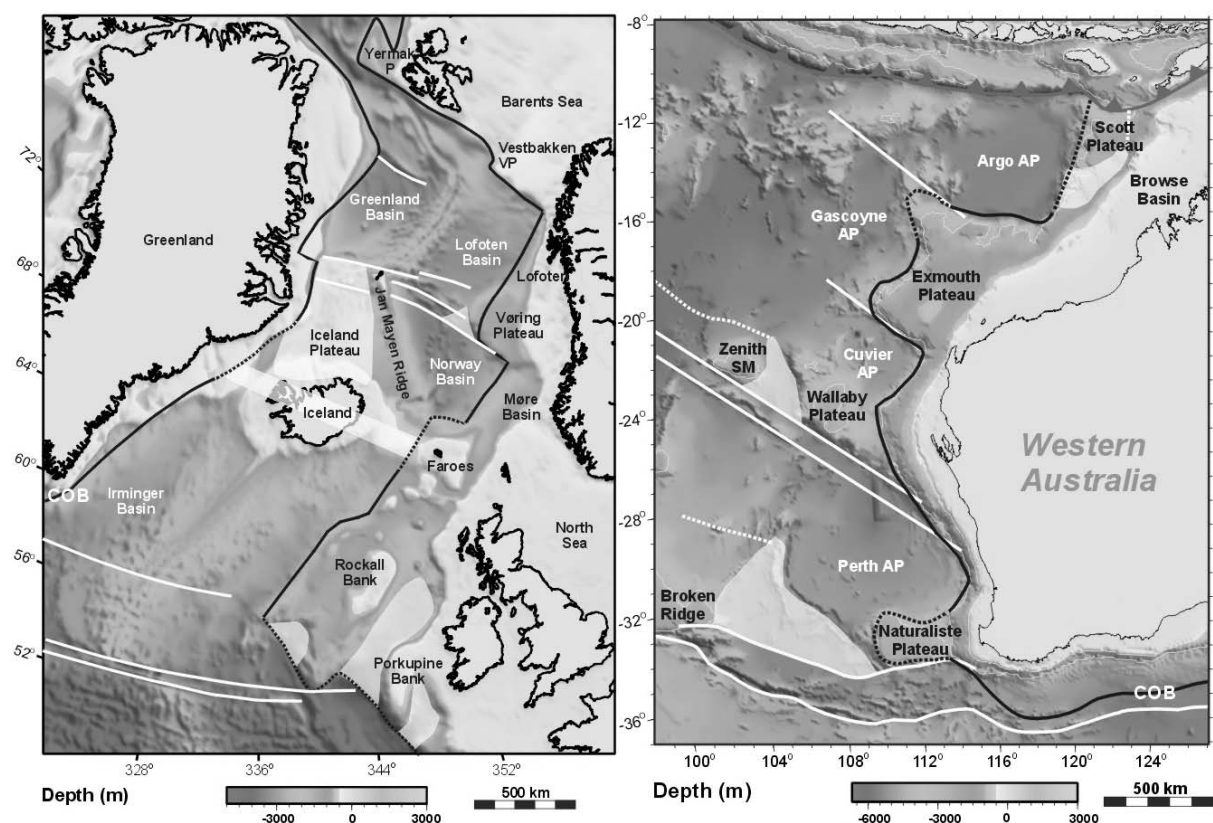 Yermak
P
Barents Sea
Vestbakken
VP
72°
Greenland
Basin
Greenland
Lofoten
Basin
68°
Lofoten
Jan Mayen Ridge
Vøring
Plateau
Iceland
Plateau
64°
Norway
Basin
Møre
Basin
Iceland
60°
Faroes
COB
Irminger
Basin
North
Sea
56°
Rockall
Bank
52°
Porkupine
Bank
328°
336°
344°
352°
Depth (m)
-3000
0
3000
500 km
-8°
-12°
Scott
Plateau
Argo AP
Browse
Basin
-16°
Gascoyne
AP
Exmouth
Plateau
-20°
Zenith
SM
Cuvier
AP
Wallaby
Plateau
-24°
Western
Australia
-28°
Perth AP
Broken
Ridge
-32°
Naturaliste
Plateau
COB
-36°
100°
104°
108°
112°
116°
120°
124°
Depth (m)
-6000
-3000
0
3000
500 km